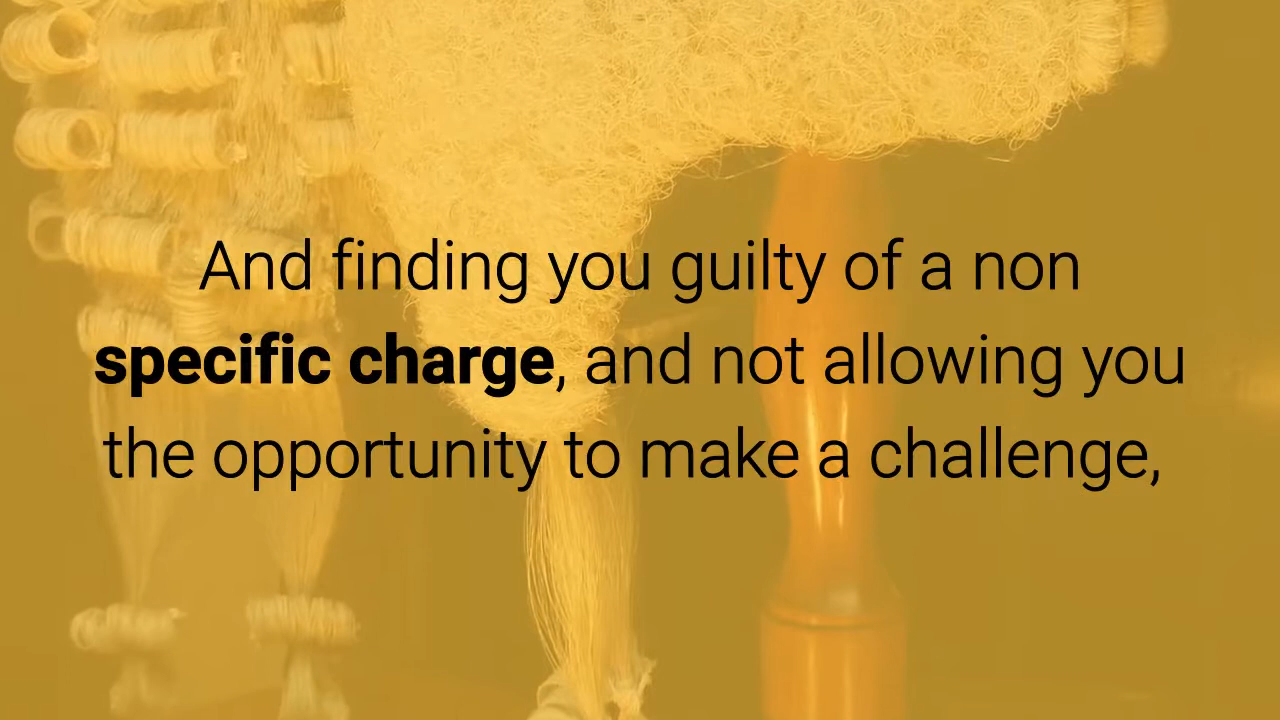 And finding you guilty of a non
specific charge, and not allowing you
the opportunity to make a challenge,